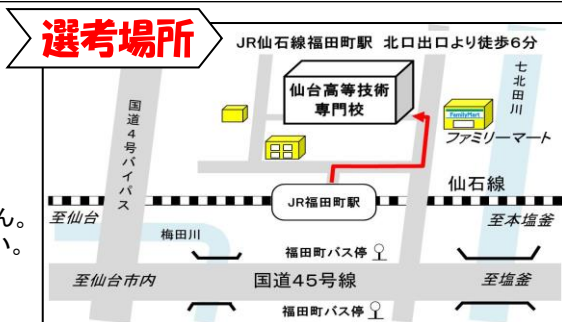 選考場所
JR仙石線福田町駅 北口出口より徒歩6分
七北田川
国道4号バイパス
仙台高等技術
専門校
FamilyMart
ファミリーマート
仙石線
JR福田町駅
ん。
い。
至仙台
至本塩釜
梅田川
福田町バス停
至仙台市内
国道45号線
至塩釜
福田町バス停